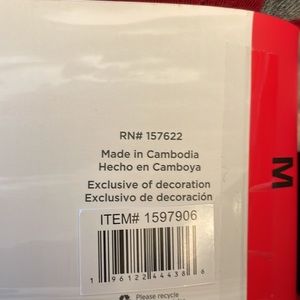 RN# 157622
Made in Cambodia
Hecho en Camboya
Exclusive of decoration
Exclusivo de decoración
ITEM# 1597906
1 96122 44438 6
Please recycle
M